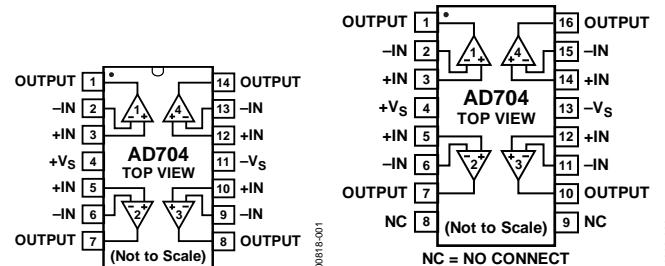 OUTPUT 1 14 OUTPUT
–IN 2 1 4 13 –IN
+IN 3 12 +IN
+VS 4 AD704 11 –VS
TOP VIEW
+IN 5 10 +IN
–IN 6 2 3 9 –IN
OUTPUT 7 8 OUTPUT
(Not to Scale)
00818-001
OUTPUT 1 16 OUTPUT
–IN 2 1 4 15 –IN
+IN 3 14 +IN
+VS 4 AD704 13 –VS
TOP VIEW
+IN 5 12 +IN
–IN 6 2 3 11 –IN
OUTPUT 7 10 OUTPUT
NC 8 (Not to Scale) 9 NC
NC = NO CONNECT